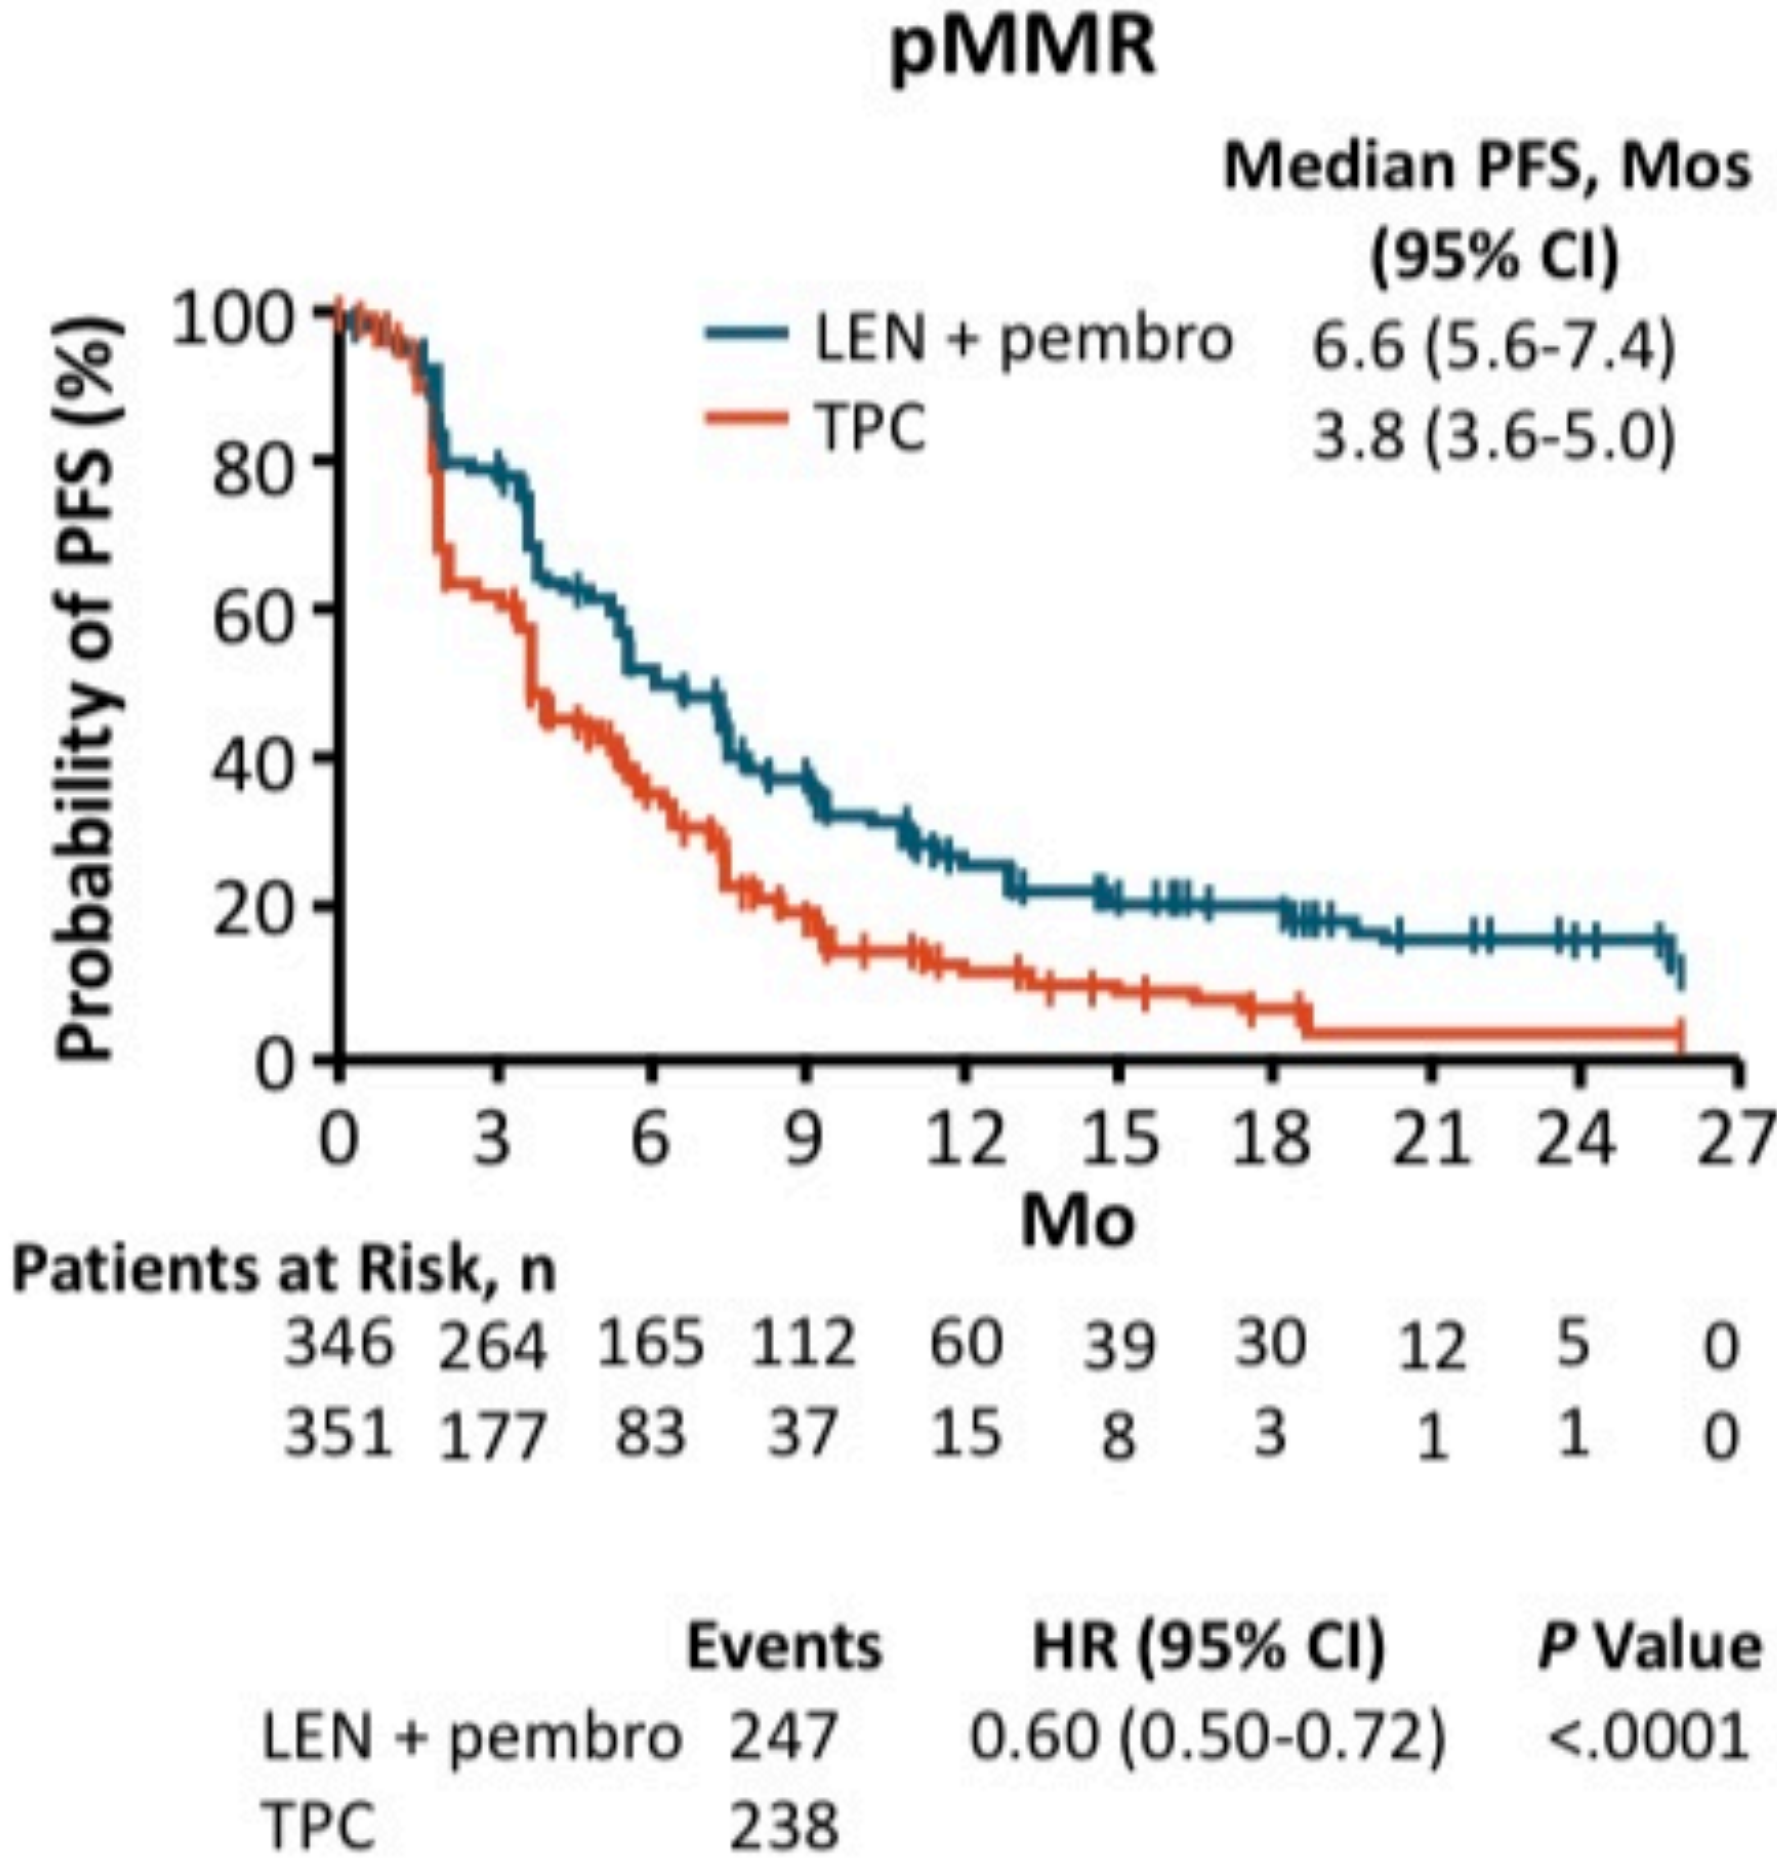 pMMR
Median PFS, Mos
(95% CI)
LEN + pembro 6.6 (5.6-7.4)
TPC 3.8 (3.6-5.0)
Probability of PFS (%)
100
80
60
40
20
0
0 3 6 9 12 15 18 21 24 27
Mo
Patients at Risk, n
346 264 165 112 60 39 30 12 5 0
351 177 83 37 15 8 3 1 1 0
Events HR (95% CI) P Value
LEN + pembro 247 0.60 (0.50-0.72) <.0001
TPC 238